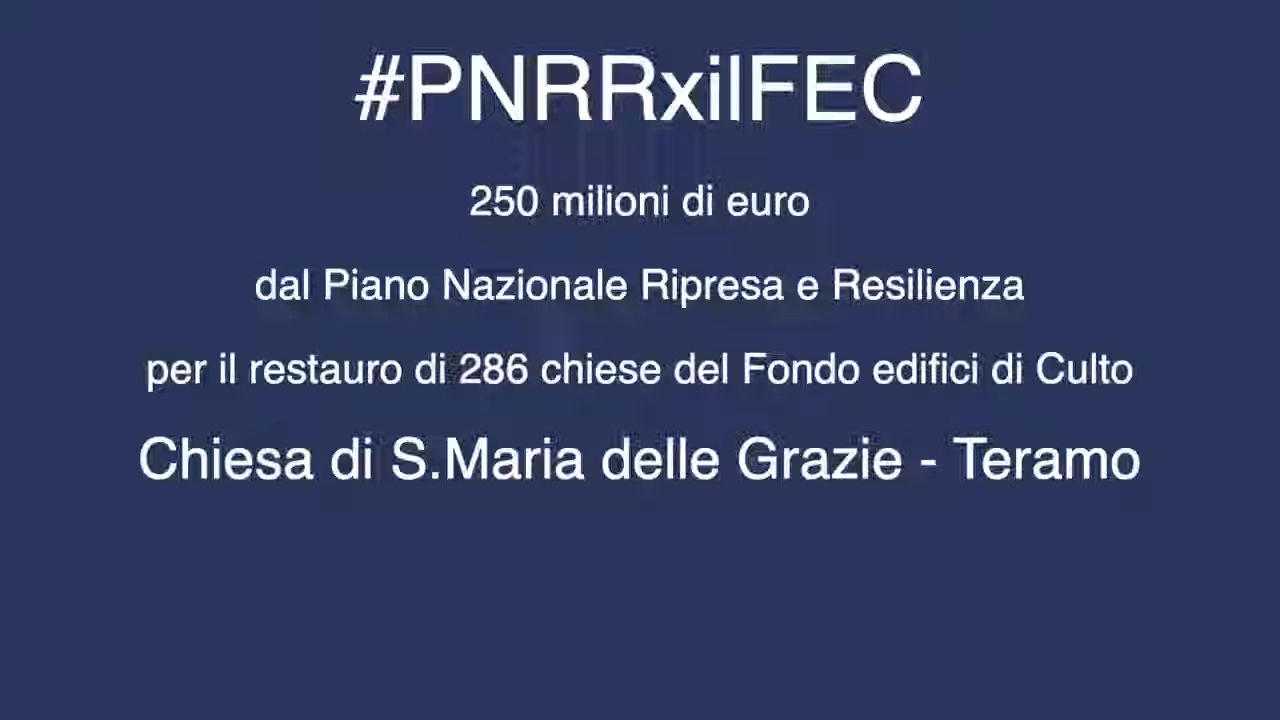 #PNRRxilFEC
250 milioni di euro
dal Piano Nazionale Ripresa e Resilienza
per il restauro di 286 chiese del Fondo edifici di Culto
Chiesa di S.Maria delle Grazie - Teramo